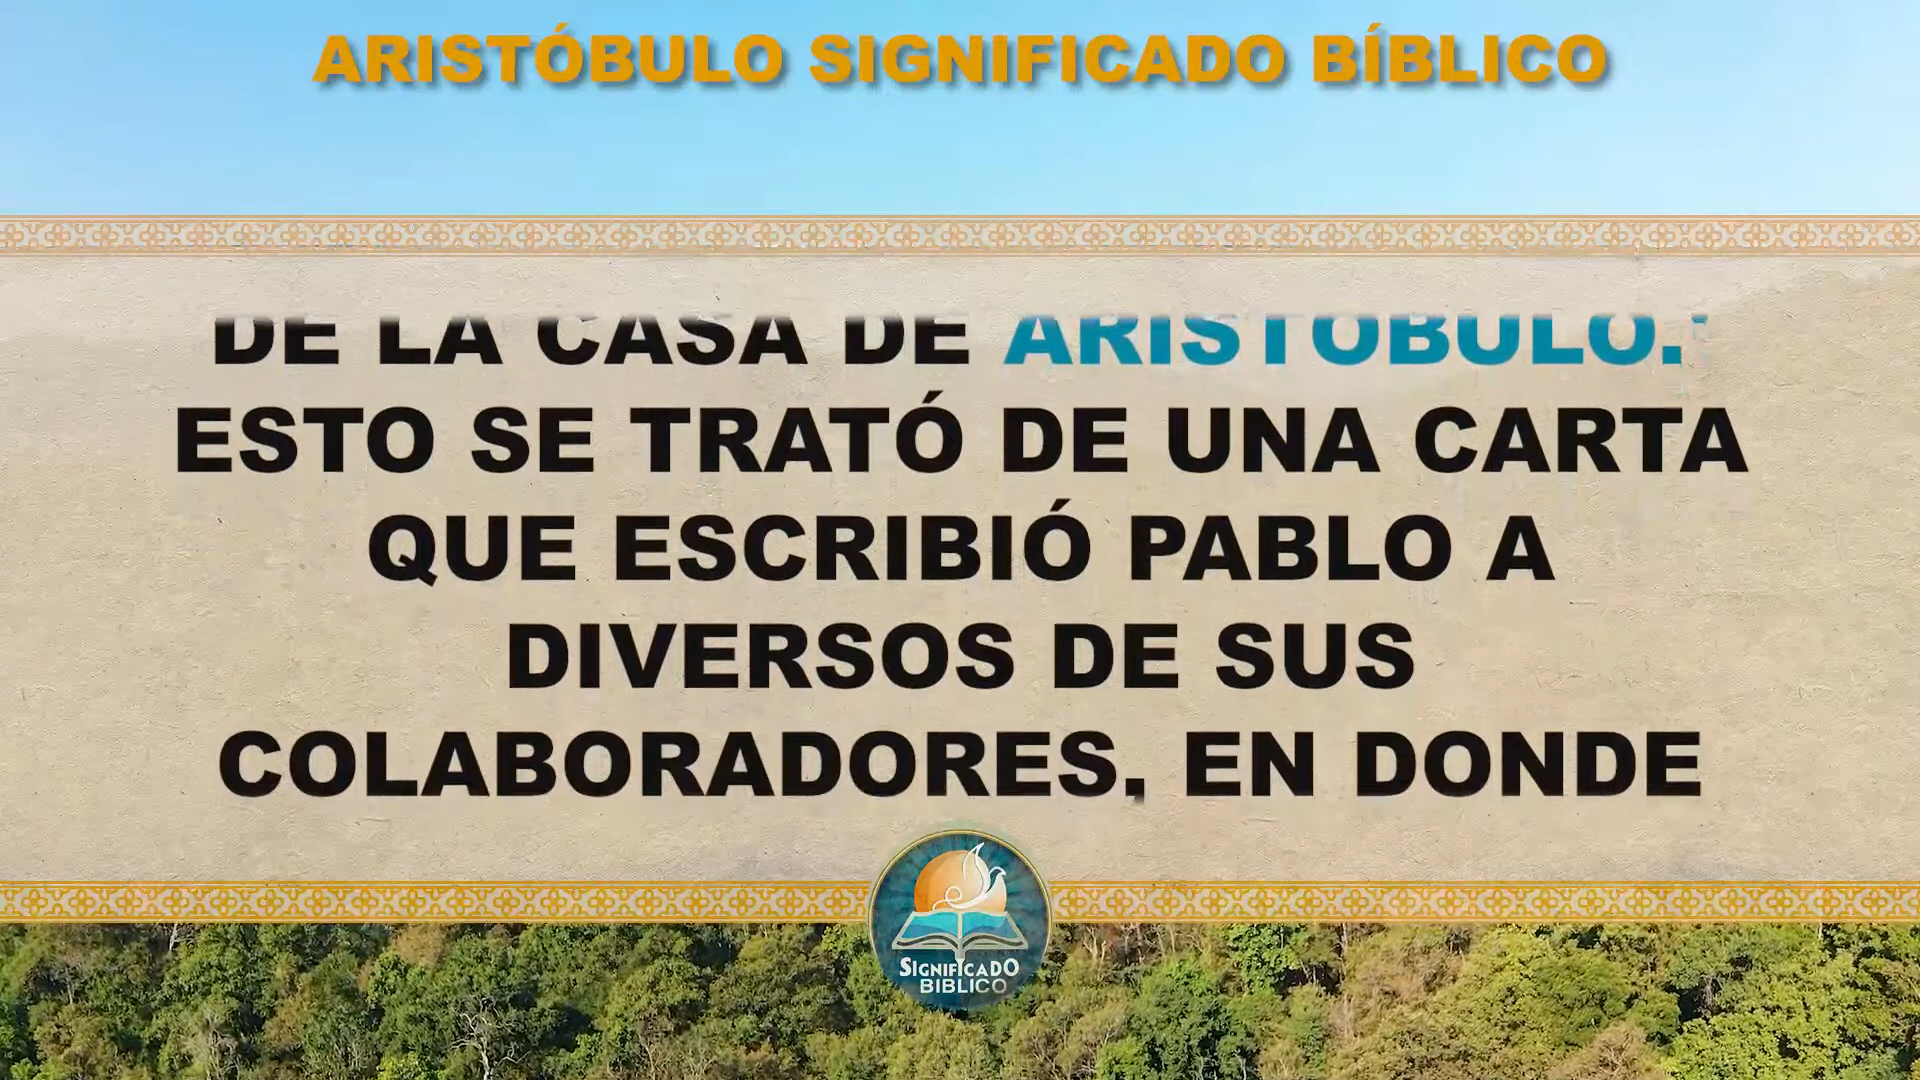 ARISTÓBULO SIGNIFICADO BÍBLICO
DE LA CASA DE ARISTÓBULO."
ESTO SE TRATÓ DE UNA CARTA
QUE ESCRIBIÓ PABLO A
DIVERSOS DE SUS
COLABORADORES, EN DONDE
SIGNIFICADO
BIBLICO